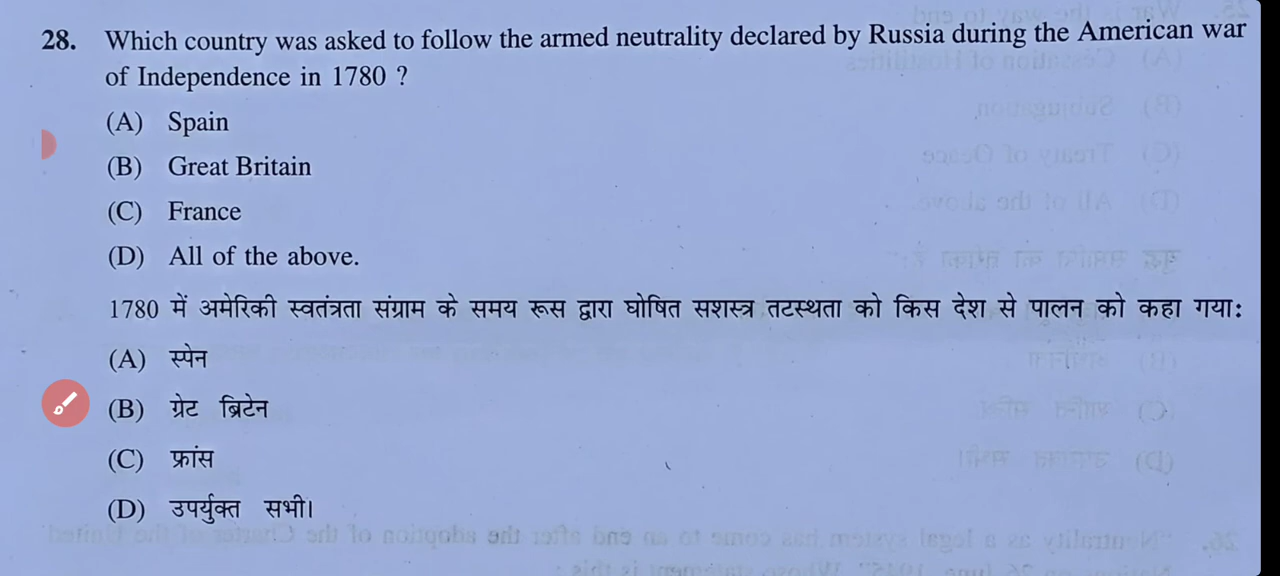 28. Which country was asked to follow the armed neutrality declared by Russia during the American war
of Independence in 1780 ?
(A) Spain
(B) Great Britain
(C) France
(D) All of the above.
1780 में अमेरिकी स्वतंत्रता संग्राम के समय रूस द्वारा घोषित सशस्त्र तटस्थता को किस देश से पालन को कहा गया:
(A) स्पेन
(B) ग्रेट ब्रिटेन
(C) फ्रांस
(D) उपर्युक्त सभी।